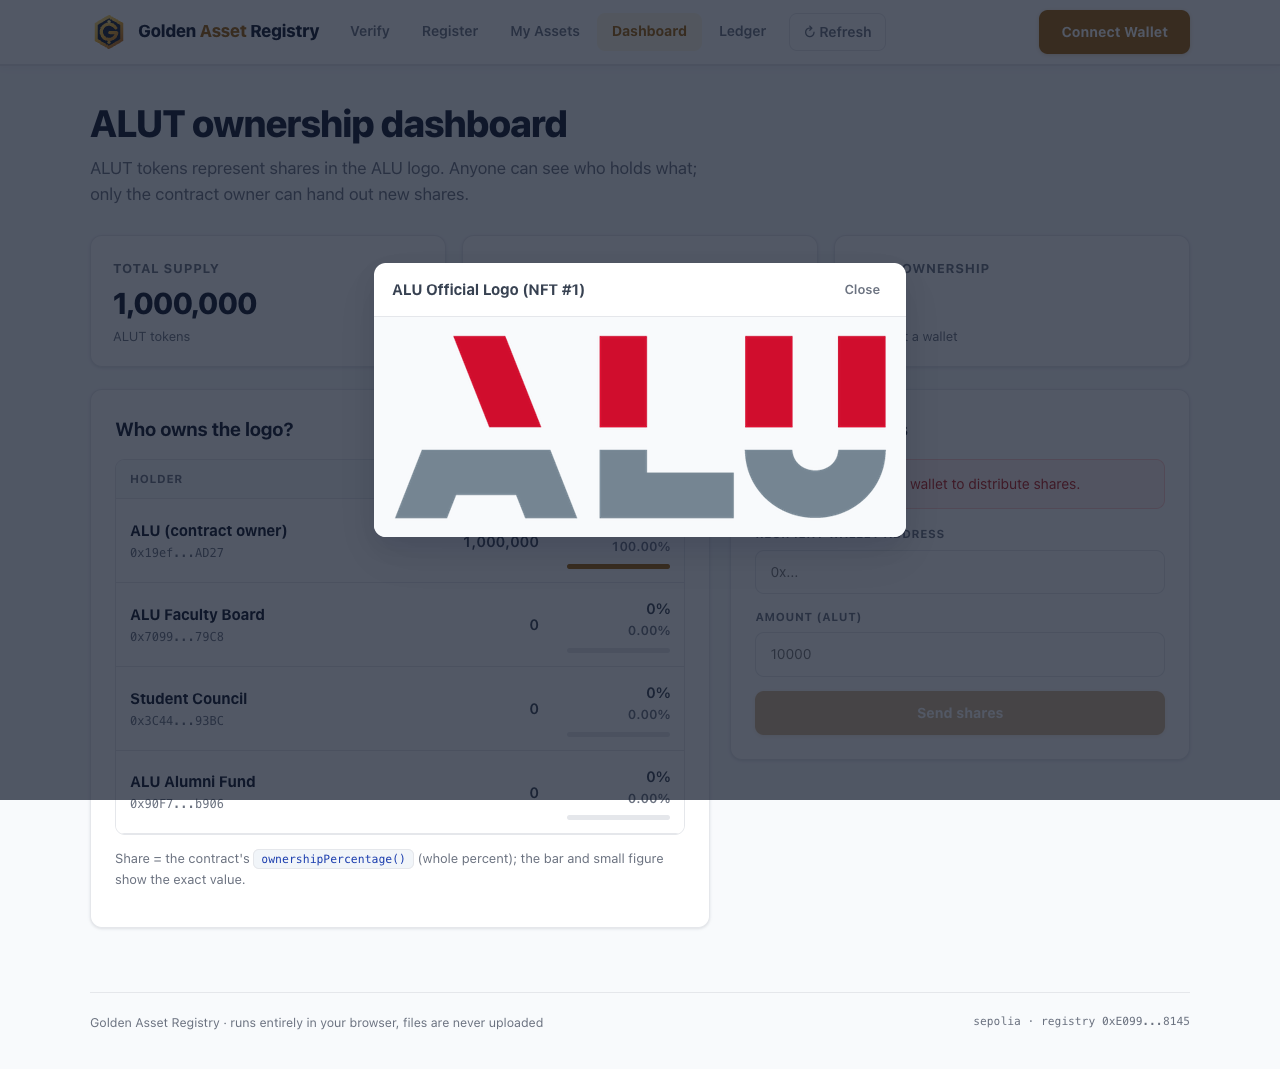 Golden Asset Registry
Verify
Register
My Assets
Dashboard
Ledger
↻ Refresh
Connect Wallet
ALUT ownership dashboard
ALUT tokens represent shares in the ALU logo. Anyone can see who holds what;
only the contract owner can hand out new shares.
TOTAL SUPPLY
1,000,000
ALUT tokens
OWNERSHIP
a wallet
ALU Official Logo (NFT #1)
Close
ALU
Who owns the logo?
HOLDER
ALU (contract owner)
0x19ef...AD27
1,000,000
100.00%
ALU Faculty Board
0x7099...79C8
0
0%
0.00%
Student Council
0x3C44...93BC
0
0%
0.00%
ALU Alumni Fund
0x90F7...b906
0
0%
0.00%
Share = the contract's ownershipPercentage() (whole percent); the bar and small figure
show the exact value.
wallet to distribute shares.
ADDRESS
0x...
AMOUNT (ALUT)
10000
Send shares
Golden Asset Registry · runs entirely in your browser, files are never uploaded
sepolia · registry 0xE099...8145